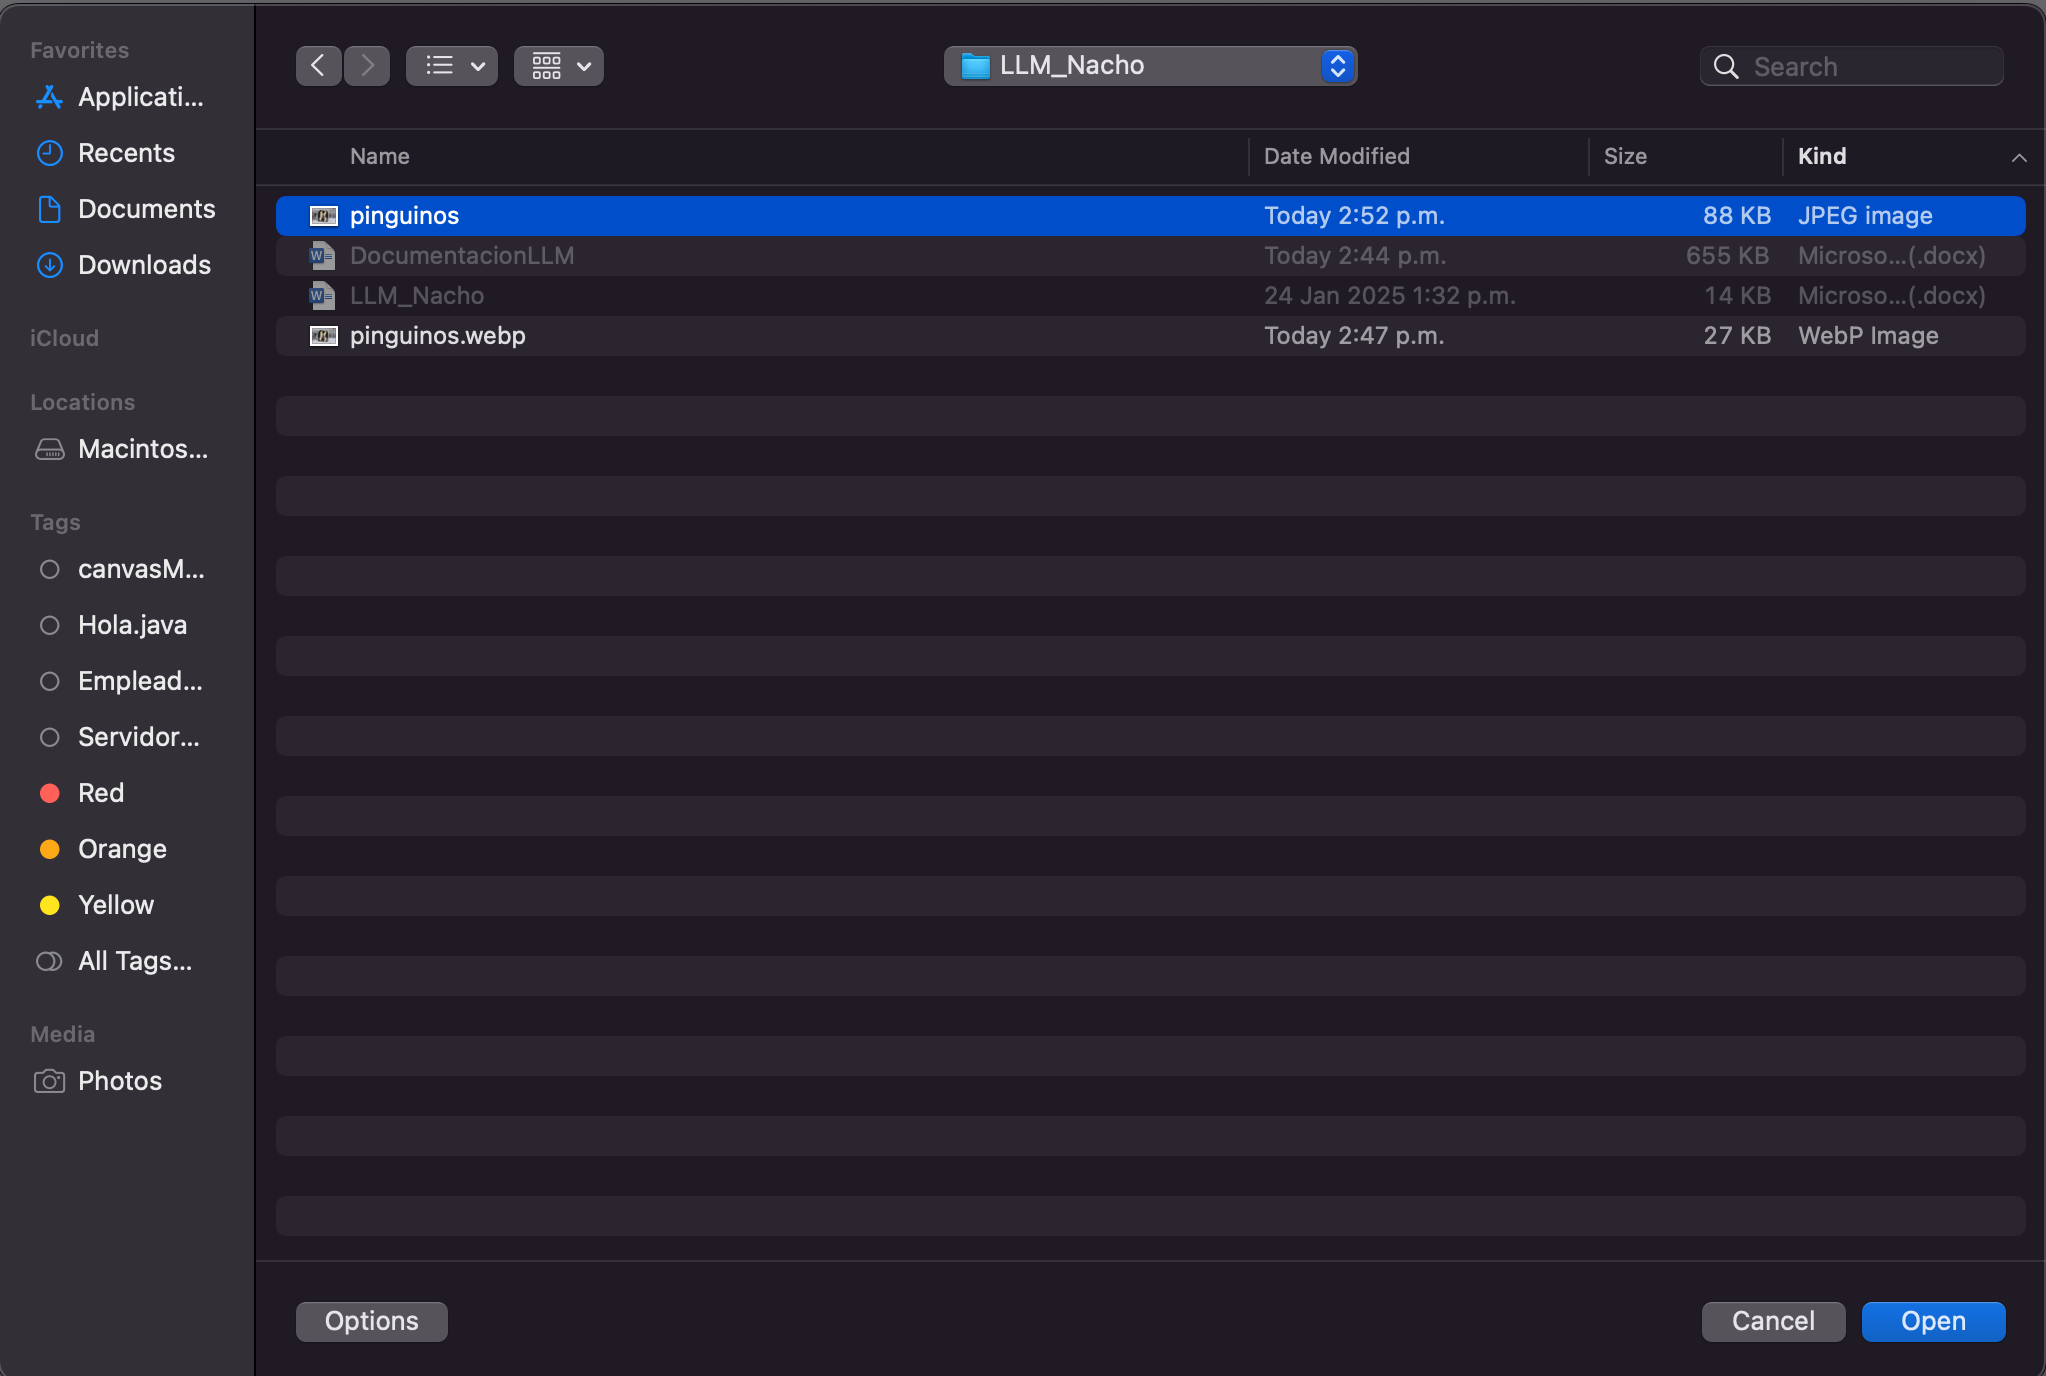 Favorites
Applicati...
Recents
Documents
Downloads
iCloud
Locations
Macintos...
Tags
canvasM...
Hola.java
Emplead...
Servidor...
Red
Orange
Yellow
All Tags...
Media
Photos
LLM_Nacho
Search
Name Date Modified Size Kind
pinguinos Today 2:52 p.m. 88 KB JPEG image
DocumentacionLLM Today 2:44 p.m. 655 KB Microso...(.docx)
LLM_Nacho 24 Jan 2025 1:32 p.m. 14 KB Microso...(.docx)
pinguinos.webp Today 2:47 p.m. 27 KB WebP Image
Options Cancel Open